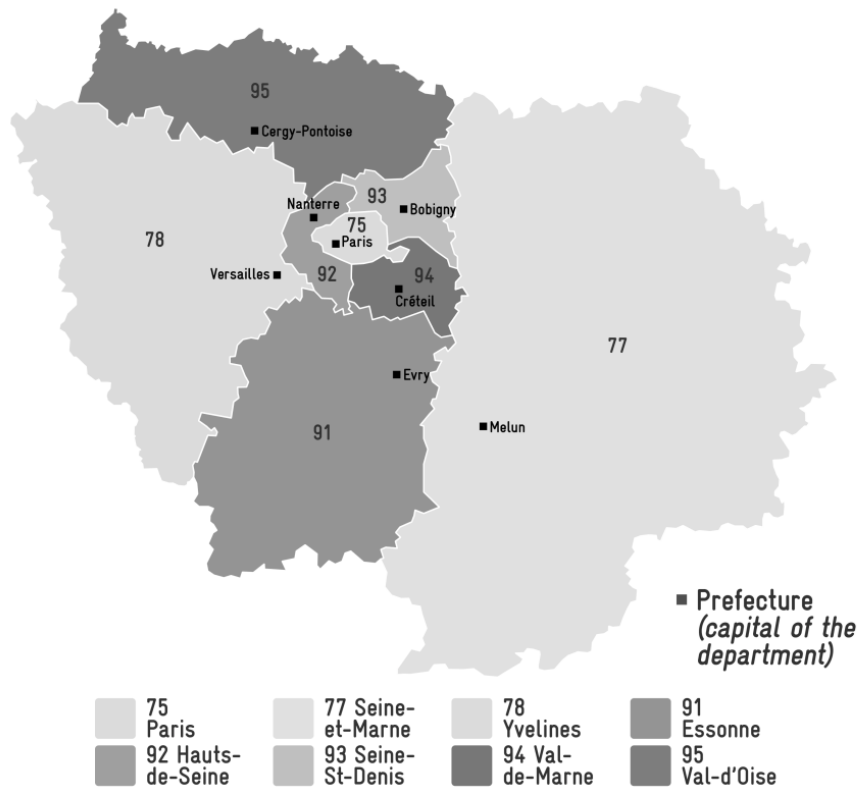 95
Cergy-Pontoise
Nanterre
93
Bobigny
75
Paris
78
Versailles
92
94
Créteil
77
Evry
91
Melun
Prefecture
(capital of the
department)
75
Paris
77 Seine-
et-Marne
78
Yvelines
91
Essonne
92 Hauts-
de-Seine
93 Seine-
St-Denis
94 Val-
de-Marne
95
Val-d'Oise